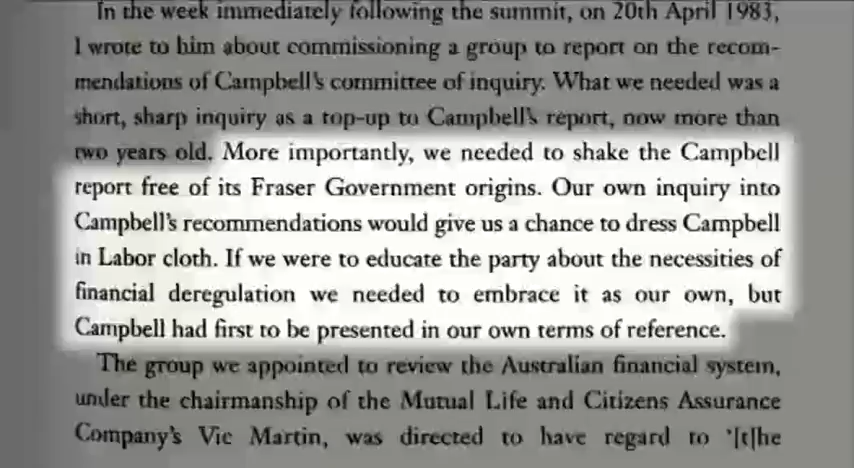 In the week immediately following the summit, on 20th April 1983,
I wrote to him about commissioning a group to report on the recom-
mendations of Campbell's committee of inquiry. What we needed was a
short, sharp inquiry as a top-up to Campbell's report, now more than
two years old. More importantly, we needed to shake the Campbell
report free of its Fraser Government origins. Our own inquiry into
Campbell's recommendations would give us a chance to dress Campbell
in Labor cloth. If we were to educate the party about the necessities of
financial deregulation we needed to embrace it as our own, but
Campbell had first to be presented in our own terms of reference.
The group we appointed to review the Australian financial system,
under the chairmanship of the Mutual Life and Citizens Assurance
Company's Vic Martin, was directed to have regard to '[t]he